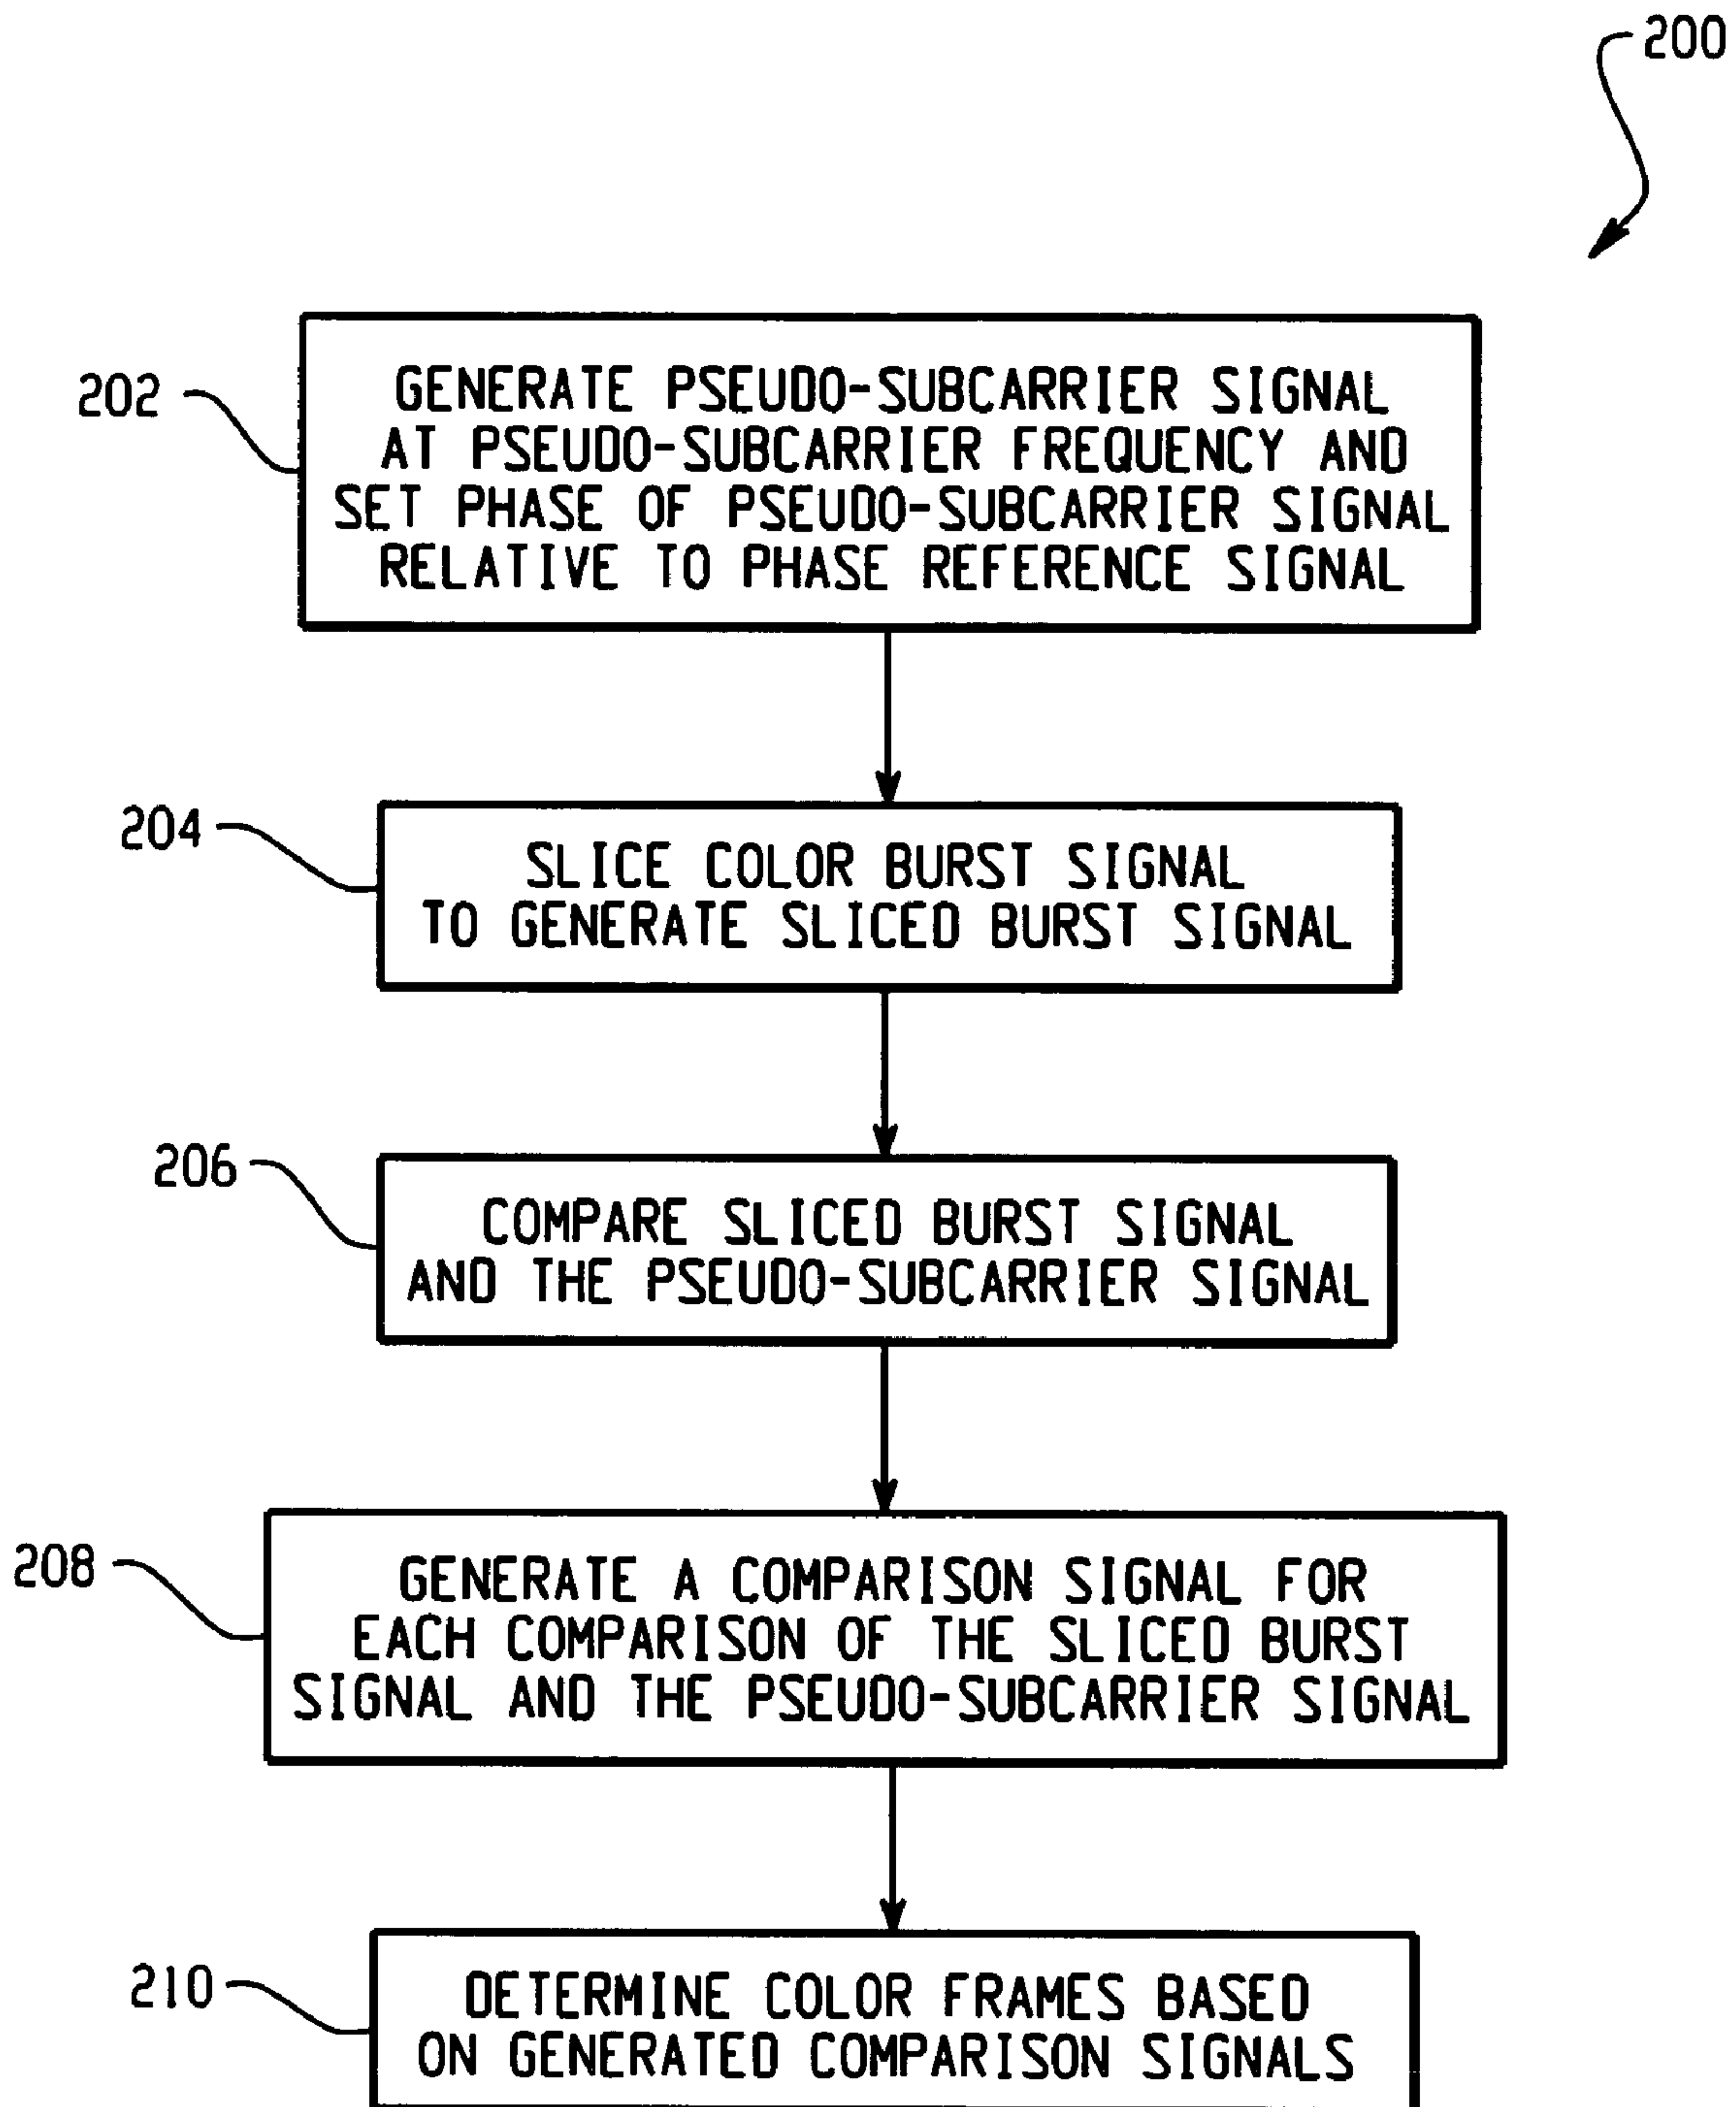 200
202
GENERATE PSEUDO-SUBCARRIER SIGNAL
AT PSEUDO-SUBCARRIER FREQUENCY AND
SET PHASE OF PSEUDO-SUBCARRIER SIGNAL
RELATIVE TO PHASE REFERENCE SIGNAL
204
SLICE COLOR BURST SIGNAL
TO GENERATE SLICED BURST SIGNAL
206
COMPARE SLICED BURST SIGNAL
AND THE PSEUDO-SUBCARRIER SIGNAL
208
GENERATE A COMPARISON SIGNAL FOR
EACH COMPARISON OF THE SLICED BURST
SIGNAL AND THE PSEUDO-SUBCARRIER SIGNAL
210
DETERMINE COLOR FRAMES BASED
ON GENERATED COMPARISON SIGNALS